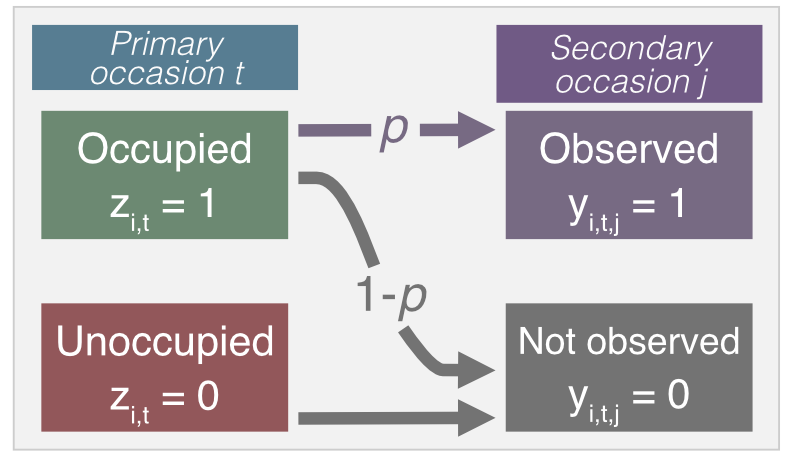 Primary
occasion t
Secondary
occasion j
Occupied
z_{i,t} = 1
p
Observed
y_{i,t,j} = 1
1-p
Unoccupied
z_{i,t} = 0
Not observed
y_{i,t,j} = 0